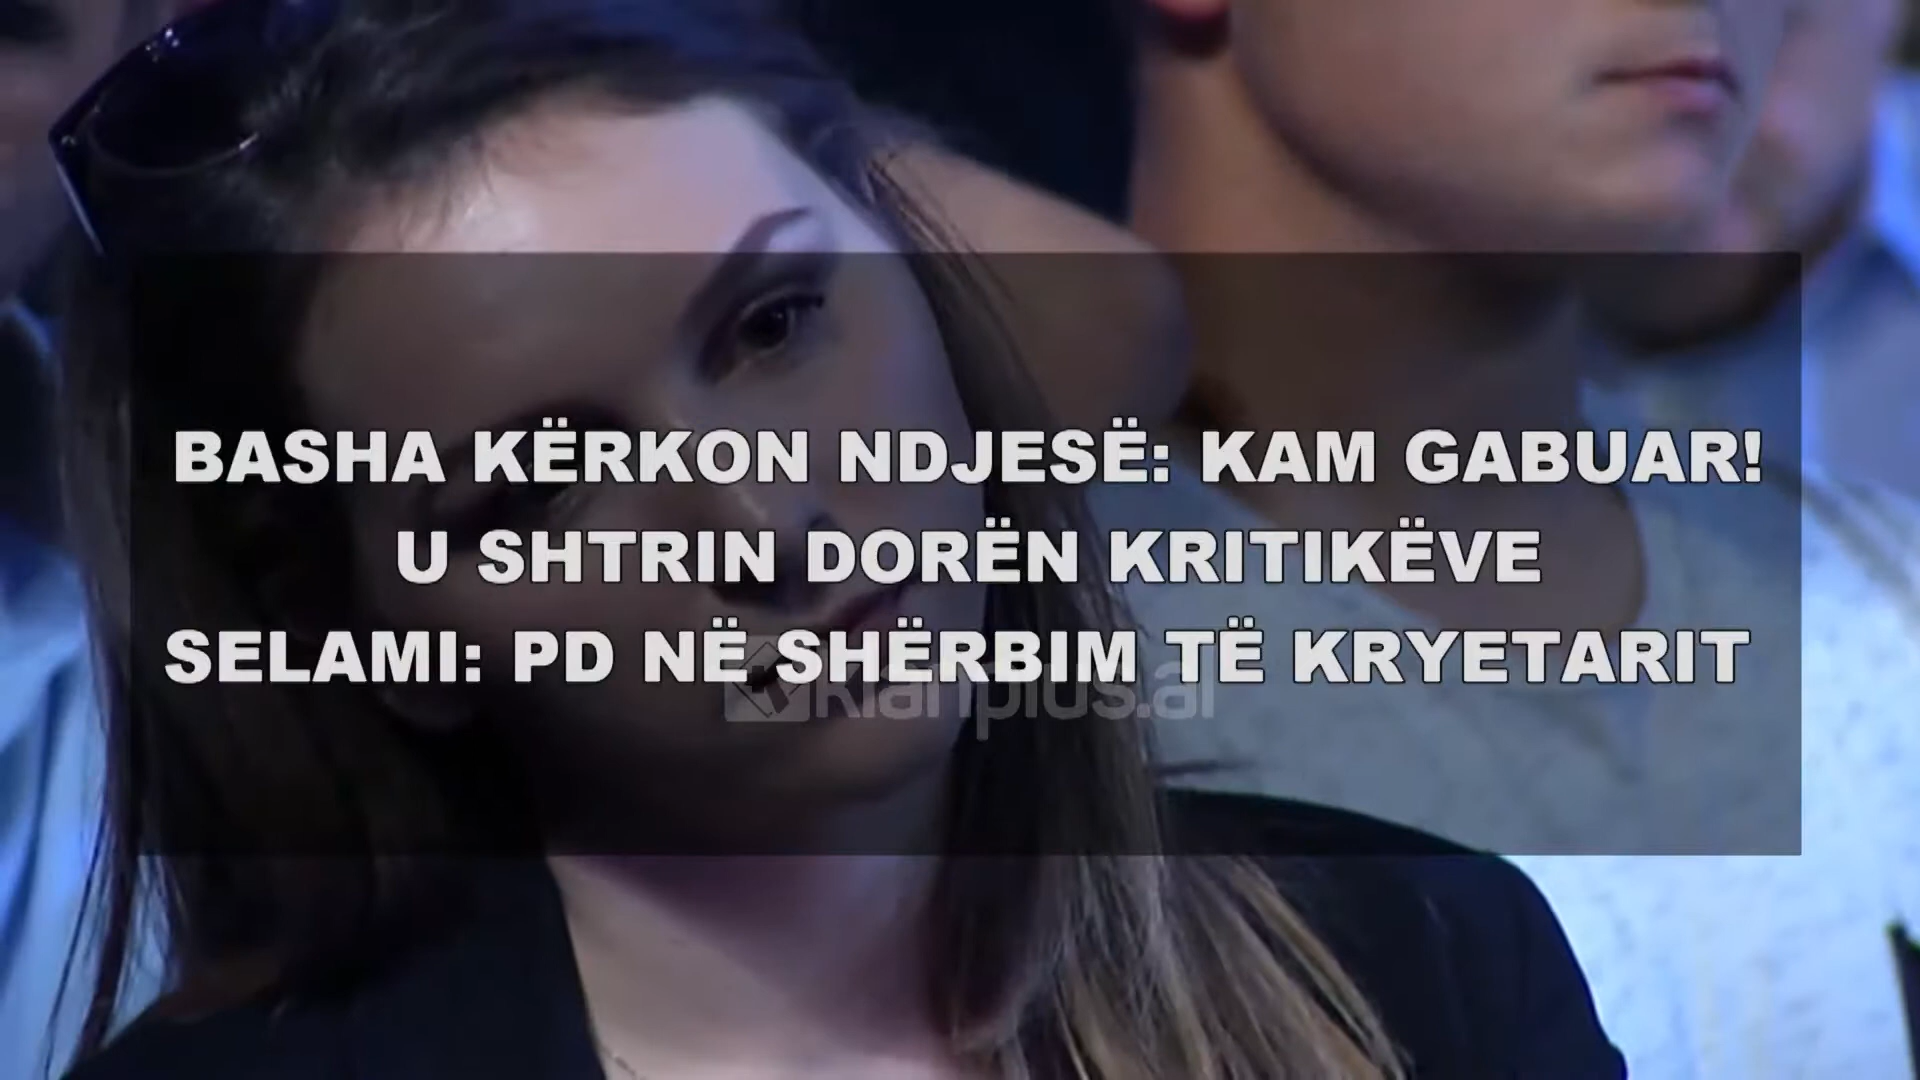 BASHA KËRKON NDJESË: KAM GABUAR!
U SHTRIN DORËN KRITIKËVE
SELAMI: PD NË SHËRBIM TË KRYETARIT
klanplus.al